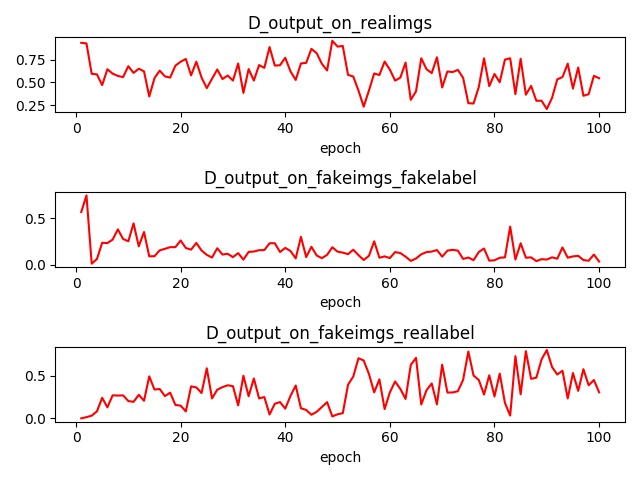 D_output_on_realimgs
0.75
0.50
0.25
0 20 40 60 80 100
epoch
D_output_on_fakeimgs_fakelabel
0.5
0.0
0 20 40 60 80 100
epoch
D_output_on_fakeimgs_reallabel
0.5
0.0
0 20 40 60 80 100
epoch